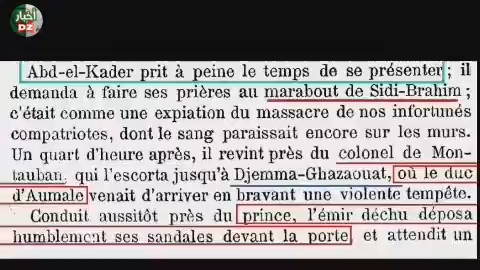 أخبار
DZ
Abd-el-Kader prit à peine le temps de se présenter; il
demanda à faire ses prières au marabout de Sidi-Brahim;
c'était comme une expiation du massacre de nos infortunés
compatriotes, dont le sang paraissait encore sur les murs.
Un quart d'heure après, il revint près du colonel de Mon-
tauban, qui l'escorta jusqu'à Djemma-Ghazaouat, où le duc
d'Aumale venait d'arriver en bravant une violente tempête.
Conduit aussitôt près du prince, l'émir déchu déposa
humblement ses sandales devant la porte, et attendit un